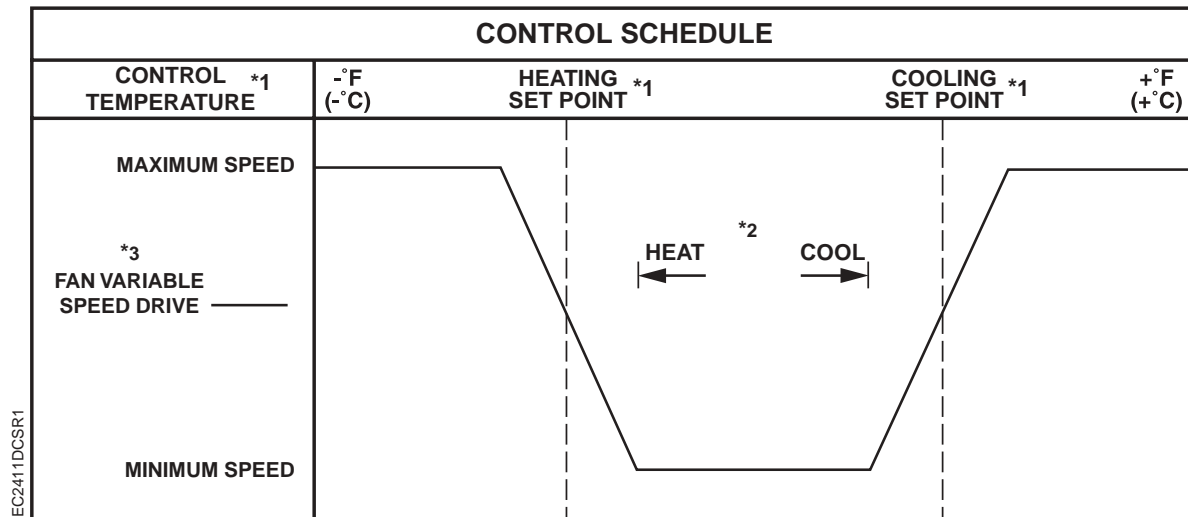 CONTROL SCHEDULE
CONTROL TEMPERATURE *1
-°F
(-°C)
HEATING SET POINT *1
COOLING SET POINT *1
+°F
(+°C)
MAXIMUM SPEED
*3
FAN VARIABLE
SPEED DRIVE
*2
HEAT
COOL
MINIMUM SPEED
EC2411DCSR1